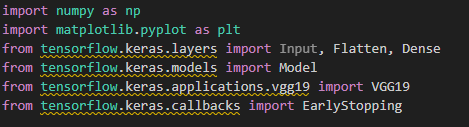 import numpy as np
import matplotlib.pyplot as plt
from tensorflow.keras.layers import Input, Flatten, Dense
from tensorflow.keras.models import Model
from tensorflow.keras.applications.vgg19 import VGG19
from tensorflow.keras.callbacks import EarlyStopping